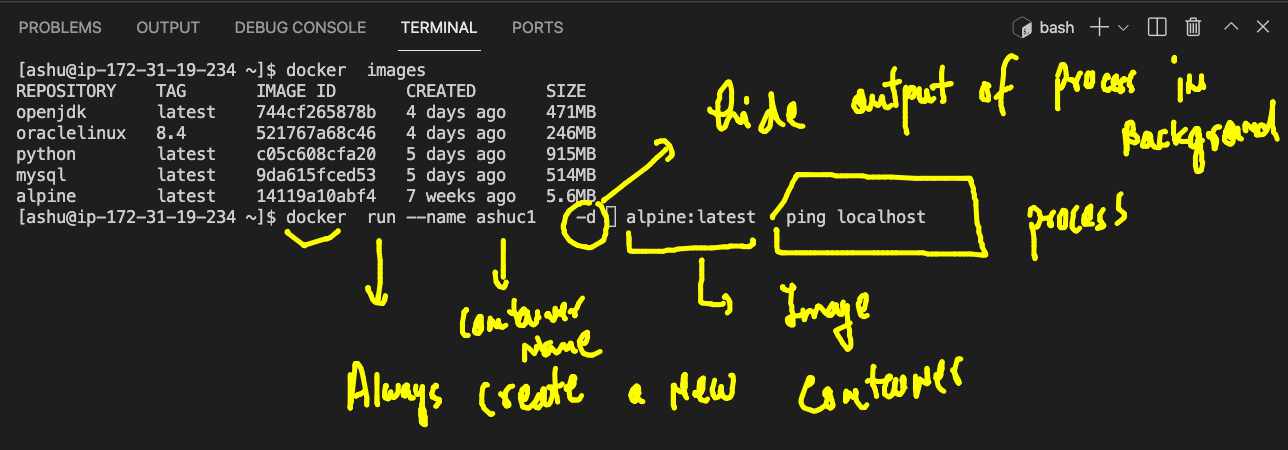 PROBLEMS OUTPUT DEBUG CONSOLE TERMINAL PORTS bash
[ashu@ip-172-31-19-234 ~]$ docker  images
REPOSITORY    TAG       IMAGE ID       CREATED       SIZE
openjdk       latest    744cf265878b   4 days ago    471MB
oraclelinux   8.4       521767a68c46   4 days ago    246MB
python        latest    c05c608cfa20   5 days ago    915MB
mysql         latest    9da615fced53   5 days ago    514MB
alpine        latest    14119a10abf4   7 weeks ago   5.6MB
[ashu@ip-172-31-19-234 ~]$ docker  run --name ashuc1    -d   alpine:latest   ping localhost
Hide output of process in
Background
process
Image
Container
Name
Always create a New Container